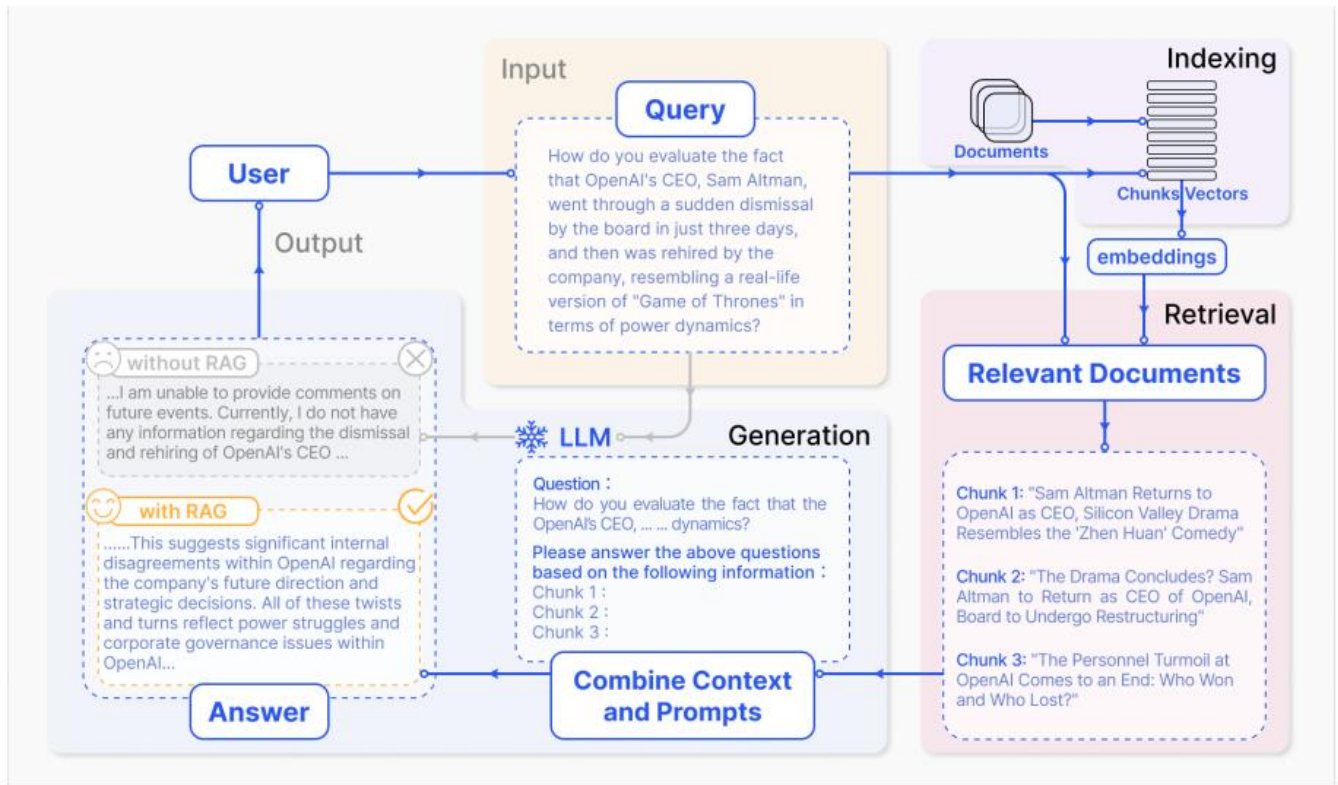 Input
Query
How do you evaluate the fact
that OpenAI's CEO, Sam Altman,
went through a sudden dismissal
by the board in just three days,
and then was rehired by the
company, resembling a real-life
version of "Game of Thrones" in
terms of power dynamics?
Indexing
Documents
Chunks Vectors
embeddings
User
Output
Retrieval
Relevant Documents
Chunk 1: "Sam Altman Returns to
OpenAI as CEO, Silicon Valley Drama
Resembles the 'Zhen Huan' Comedy"
Chunk 2: "The Drama Concludes? Sam
Altman to Return as CEO of OpenAI,
Board to Undergo Restructuring"
Chunk 3: "The Personnel Turmoil at
OpenAI Comes to an End: Who Won
and Who Lost?"
Generation
LLM
Question :
How do you evaluate the fact that the
OpenAI's CEO, ... ... dynamics?
Please answer the above questions
based on the following information :
Chunk 1 :
Chunk 2 :
Chunk 3 :
Combine Context
and Prompts
without RAG
...I am unable to provide comments on
future events. Currently, I do not have
any information regarding the dismissal
and rehiring of OpenAI's CEO ...
with RAG
......This suggests significant internal
disagreements within OpenAI regarding
the company's future direction and
strategic decisions. All of these twists
and turns reflect power struggles and
corporate governance issues within
OpenAI...
Answer